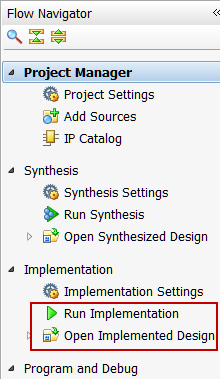 Flow Navigator
Project Manager
Project Settings
Add Sources
IP Catalog
Synthesis
Synthesis Settings
Run Synthesis
Open Synthesized Design
Implementation
Implementation Settings
Run Implementation
Open Implemented Design
Program and Debug